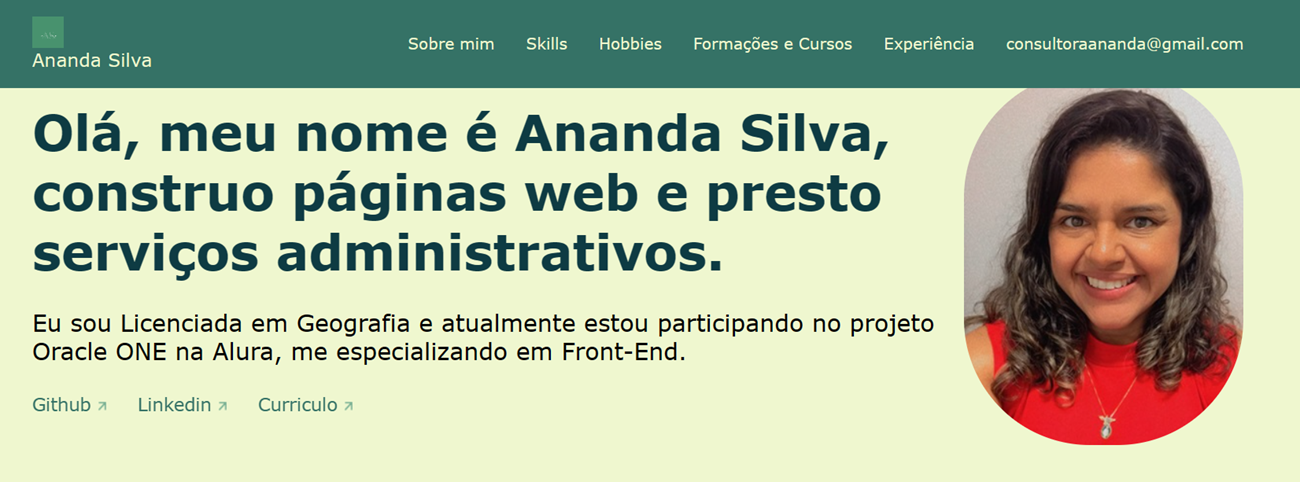 Ananda Silva
Sobre mim
Skills
Hobbies
Formações e Cursos
Experiência
consultoraananda@gmail.com
Olá, meu nome é Ananda Silva,
construo páginas web e presto
serviços administrativos.
Eu sou Licenciada em Geografia e atualmente estou participando no projeto
Oracle ONE na Alura, me especializando em Front-End.
Github
Linkedin
Curriculo